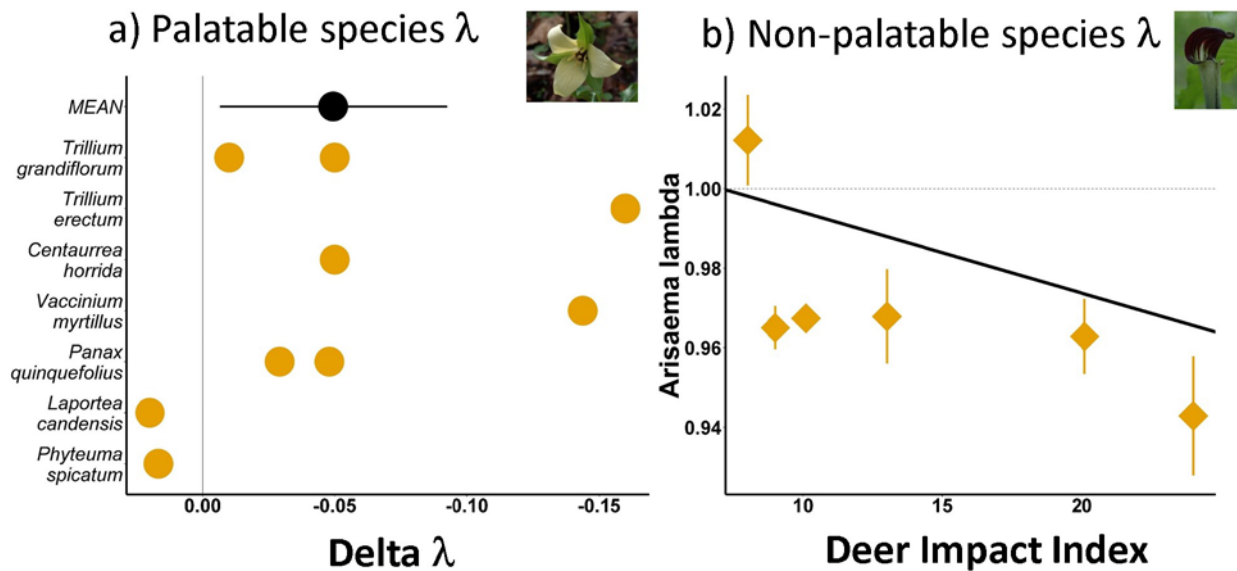 a) Palatable species λ
MEAN
Trillium
grandiflorum
Trillium
erectum
Centaurrea
horrida
Vaccinium
myrtillus
Panax
quinquefolius
Laportea
candensis
Phyteuma
spicatum
0.00 -0.05 -0.10 -0.15
Delta λ
b) Non-palatable species λ
Arisaema lambda
1.02
1.00
0.98
0.96
0.94
10 15 20
Deer Impact Index